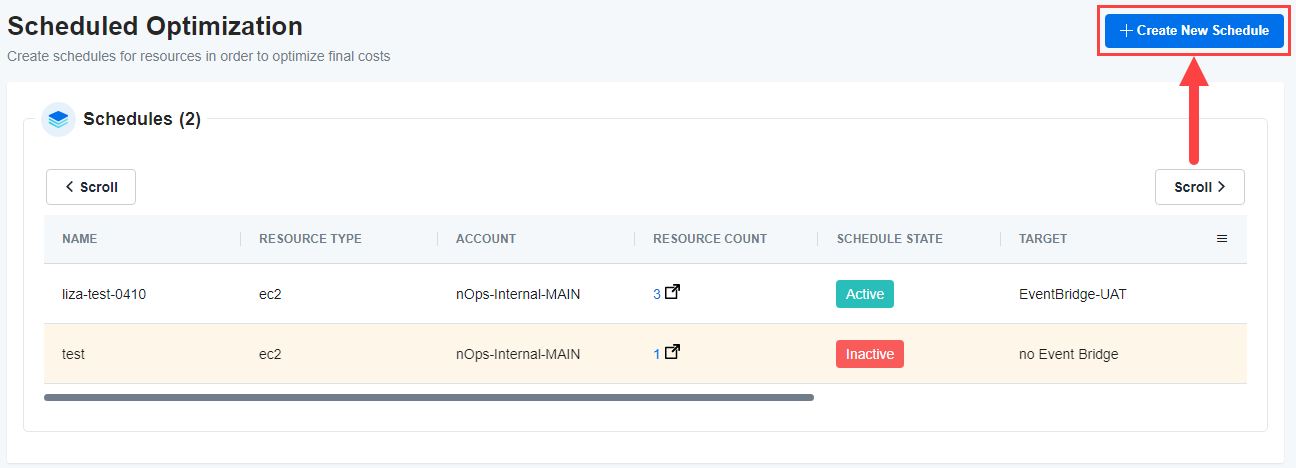 Scheduled Optimization
+ Create New Schedule
Create schedules for resources in order to optimize final costs
Schedules (2)
< Scroll
Scroll >
NAME RESOURCE TYPE ACCOUNT RESOURCE COUNT SCHEDULE STATE TARGET
liza-test-0410 ec2 nOps-Internal-MAIN 3 Active EventBridge-UAT
test ec2 nOps-Internal-MAIN 1 Inactive no Event Bridge